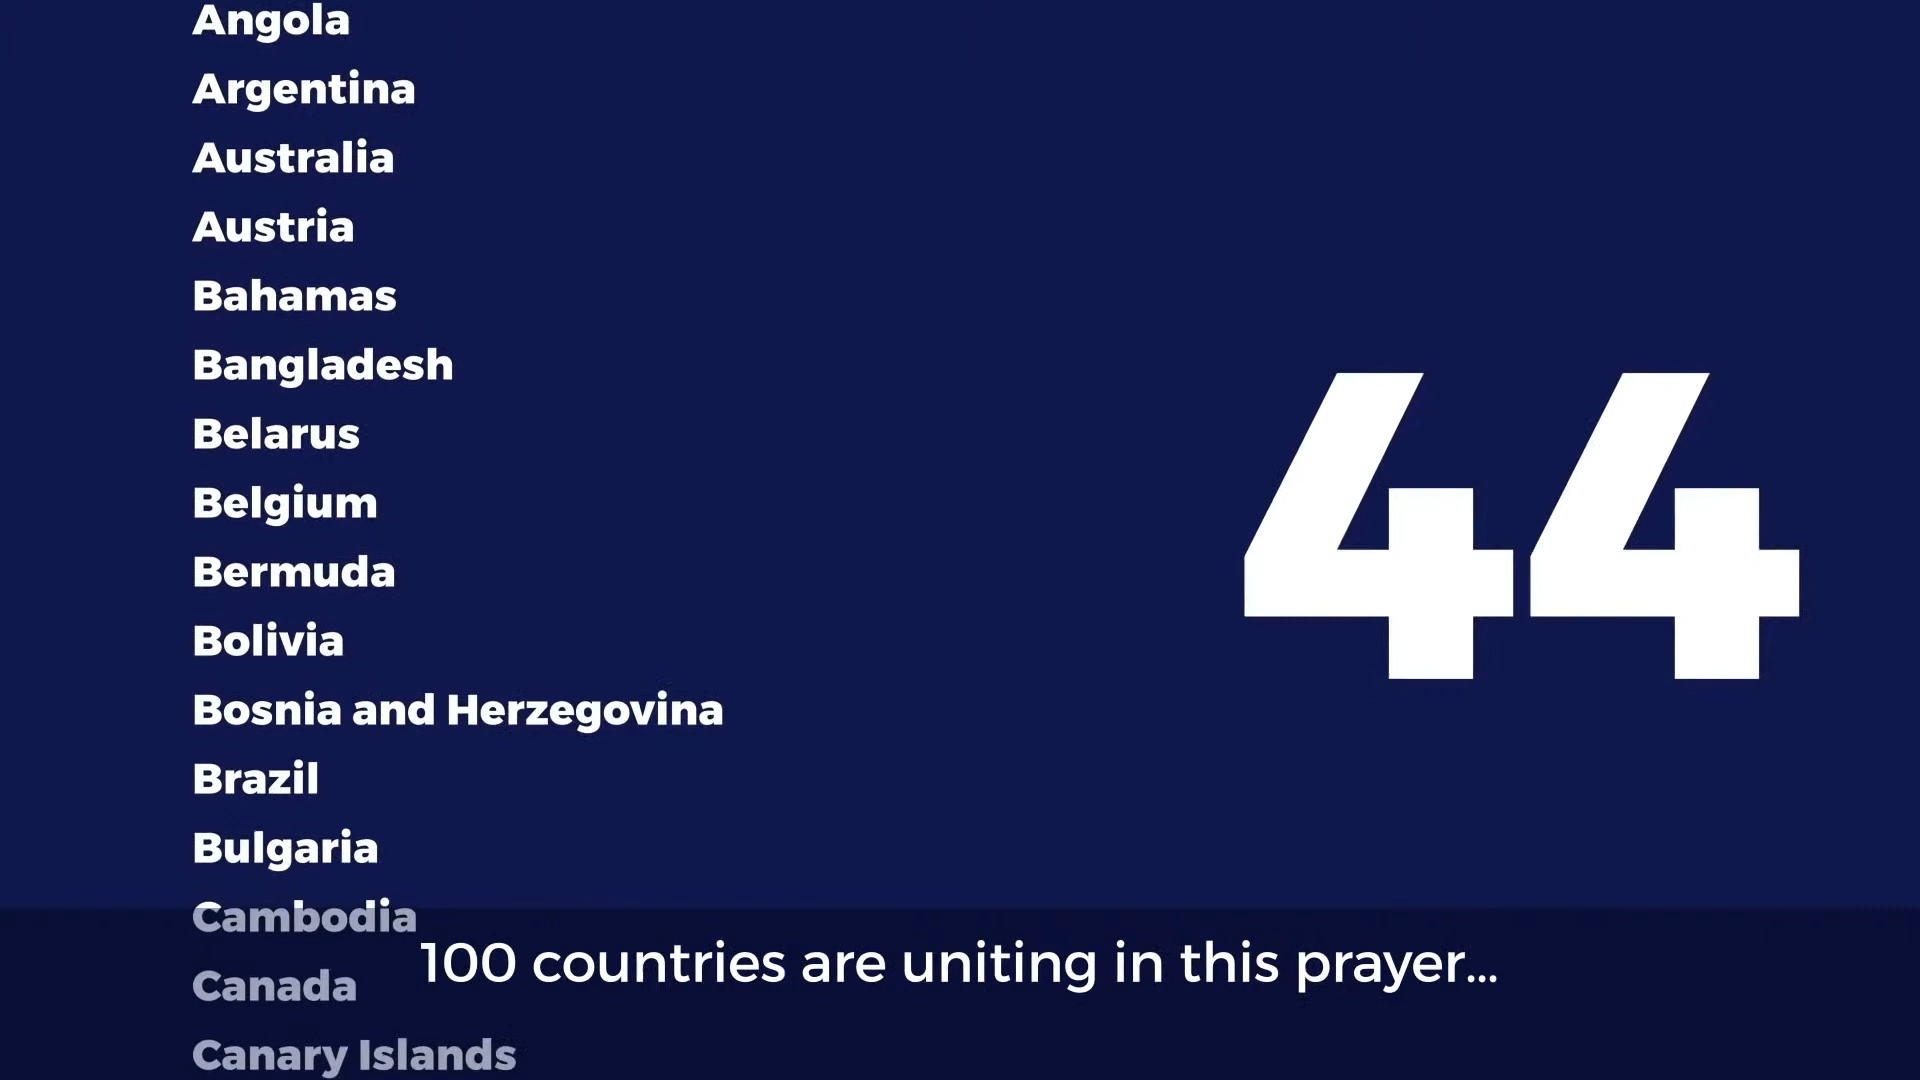 Angola
Argentina
Australia
Austria
Bahamas
Bangladesh
Belarus
Belgium
Bermuda
Bolivia
Bosnia and Herzegovina
Brazil
Bulgaria
Cambodia
Canada
Canary Islands
44
100 countries are uniting in this prayer...